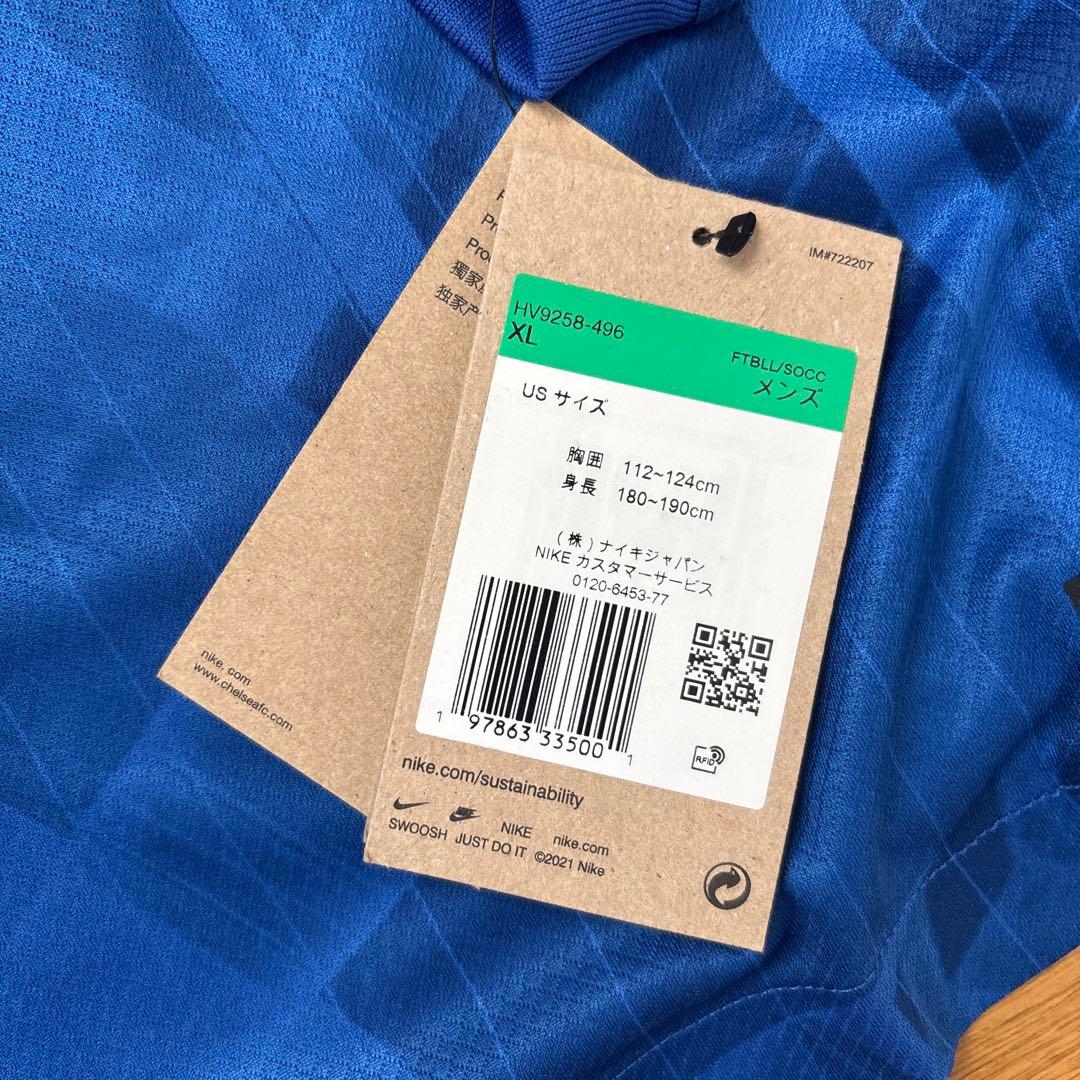 獨家
独家产
nike. com
www.chelseafc.com
IM#722207
HV9258-496
XL
FTBLL/SOCC
メンズ
US サイズ
胸囲 112~124cm
身長 180~190cm
(株)ナイキジャパン
NIKE カスタマーサービス
0120-6453-77
1 97863 33500 1
RFID
nike.com/sustainability
NIKE nike.com
SWOOSH JUST DO IT ©2021 Nike